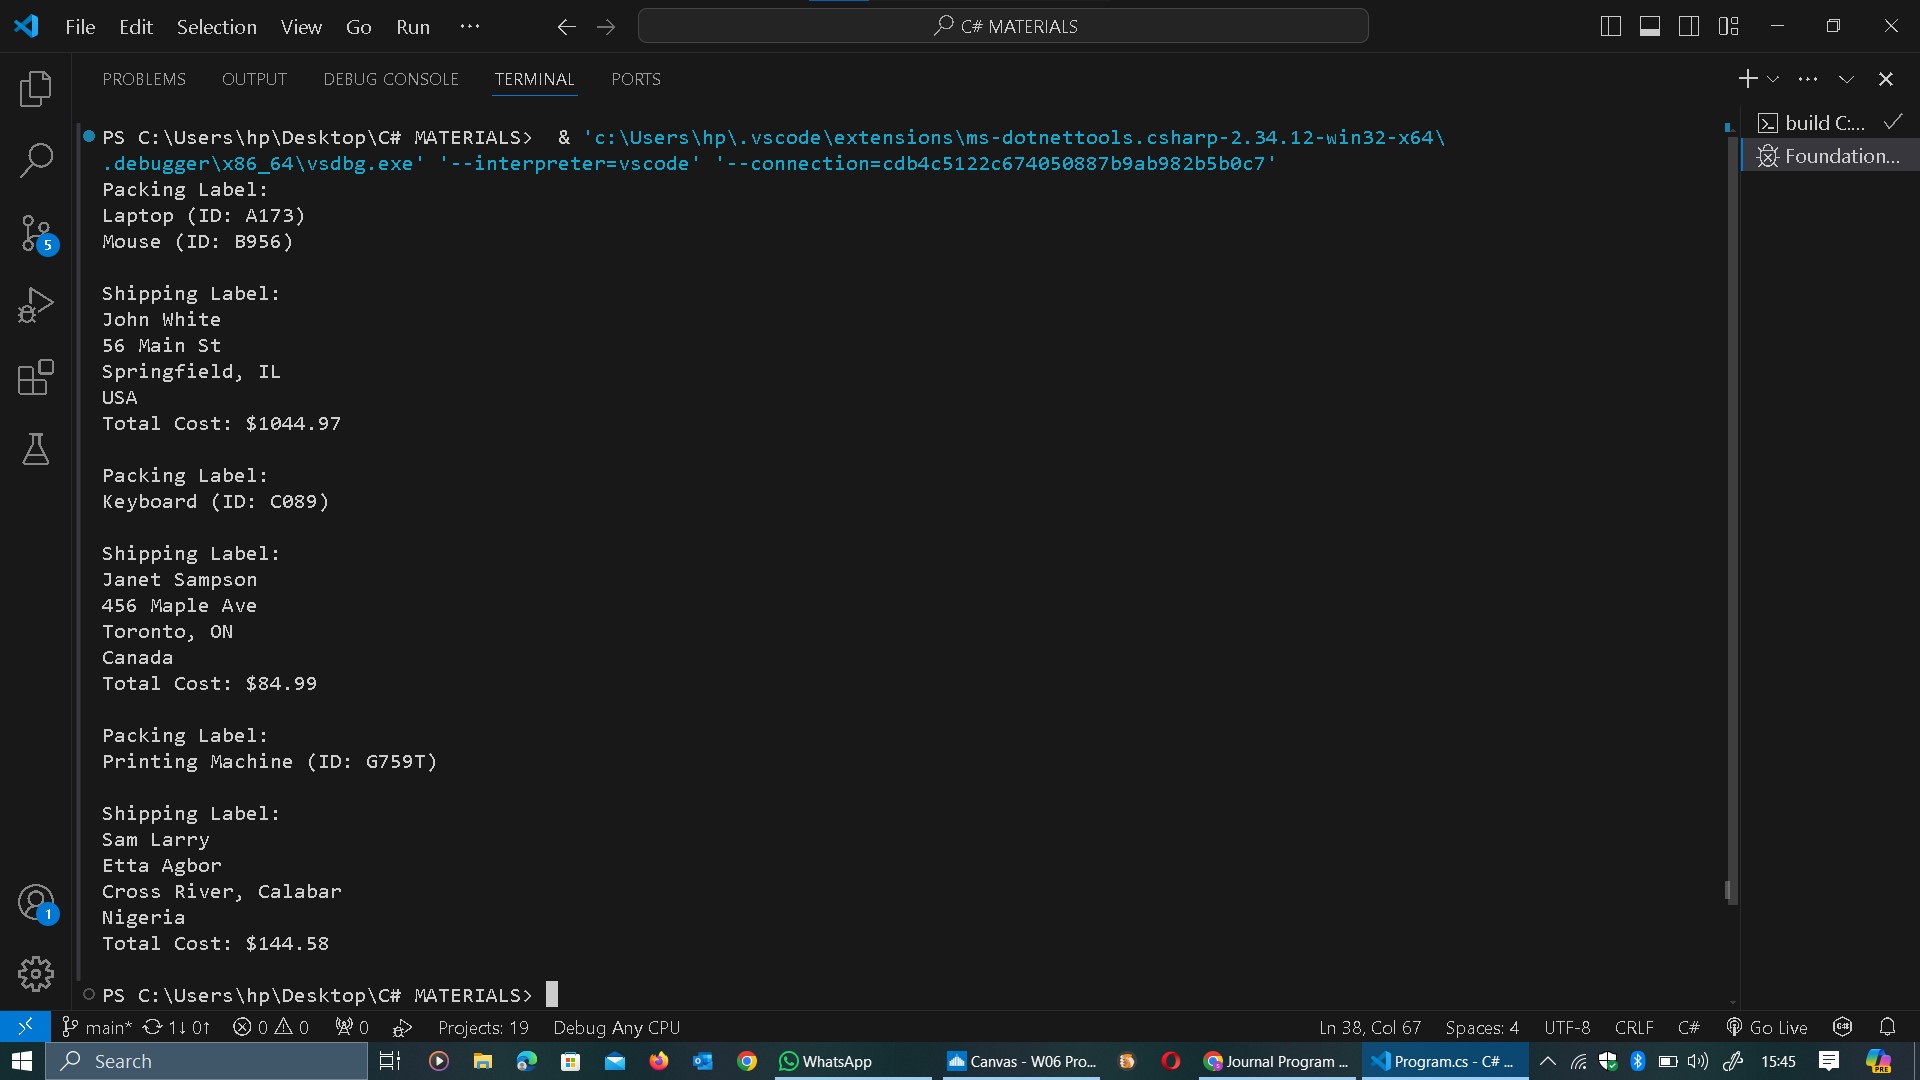 File Edit Selection View Go Run ··· C# MATERIALS
PROBLEMS OUTPUT DEBUG CONSOLE TERMINAL PORTS
PS C:\Users\hp\Desktop\C# MATERIALS>  & 'c:\Users\hp\.vscode\extensions\ms-dotnettools.csharp-2.34.12-win32-x64\
.debugger\x86_64\vsdbg.exe' '--interpreter=vscode' '--connection=cdb4c5122c674050887b9ab982b5b0c7'
Packing Label:
Laptop (ID: A173)
Mouse (ID: B956)
Shipping Label:
John White
56 Main St
Springfield, IL
USA
Total Cost: $1044.97
Packing Label:
Keyboard (ID: C089)
Shipping Label:
Janet Sampson
456 Maple Ave
Toronto, ON
Canada
Total Cost: $84.99
Packing Label:
Printing Machine (ID: G759T)
Shipping Label:
Sam Larry
Etta Agbor
Cross River, Calabar
Nigeria
Total Cost: $144.58
PS C:\Users\hp\Desktop\C# MATERIALS>
build C:...
Foundation...
5
1
main* 1↓ 0↑ 0 0 0 Projects: 19 Debug Any CPU Ln 38, Col 67 Spaces: 4 UTF-8 CRLF C# Go Live
Search WhatsApp Canvas - W06 Pro... Journal Program ... Program.cs - C# ... 15:45 PRE